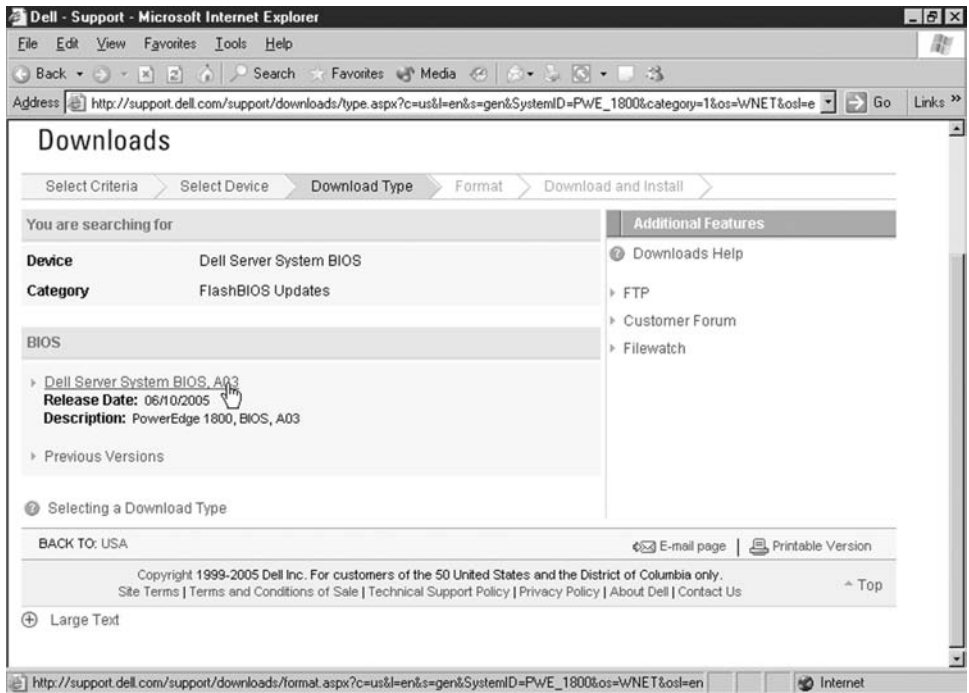 Dell - Support - Microsoft Internet Explorer
File Edit View Favorites Tools Help
Back Search Favorites Media
Address http://support.dell.com/support/downloads/type.aspx?c=us&l=en&s=gen&SystemID=PWE_1800&category=1&os=WNET&osl=e Go Links »
Downloads
Select Criteria Select Device Download Type Format Download and Install
You are searching for
Device Dell Server System BIOS
Category FlashBIOS Updates
BIOS
Dell Server System BIOS, A03
Release Date: 06/10/2005
Description: PowerEdge 1800, BIOS, A03
Previous Versions
Selecting a Download Type
Additional Features
Downloads Help
FTP
Customer Forum
Filewatch
BACK TO: USA E-mail page | Printable Version
Copyright 1999-2005 Dell Inc. For customers of the 50 United States and the District of Columbia only.
Site Terms | Terms and Conditions of Sale | Technical Support Policy | Privacy Policy | About Dell | Contact Us
Top
Large Text
http://support.dell.com/support/downloads/format.aspx?c=us&l=en&s=gen&SystemID=PWE_1800&os=WNET&osl=en Internet